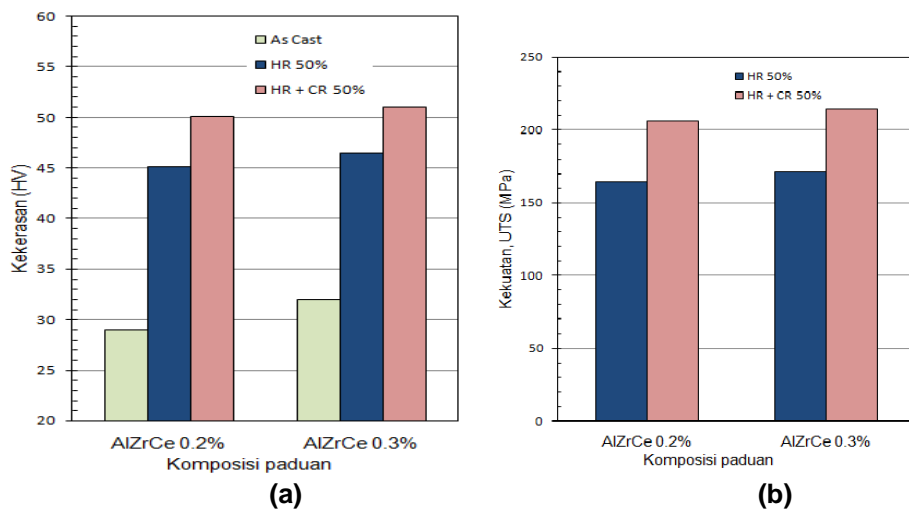 60
55
50
45
40
35
30
25
20
Kekerasan (HV)
As Cast
HR 50%
HR + CR 50%
AlZrCe 0.2%
AlZrCe 0.3%
Komposisi paduan
(a)
250
200
150
100
50
0
Kekuatan, UTS (MPa)
HR 50%
HR + CR 50%
AlZrCe 0.2%
AlZrCe 0.3%
Komposisi paduan
(b)